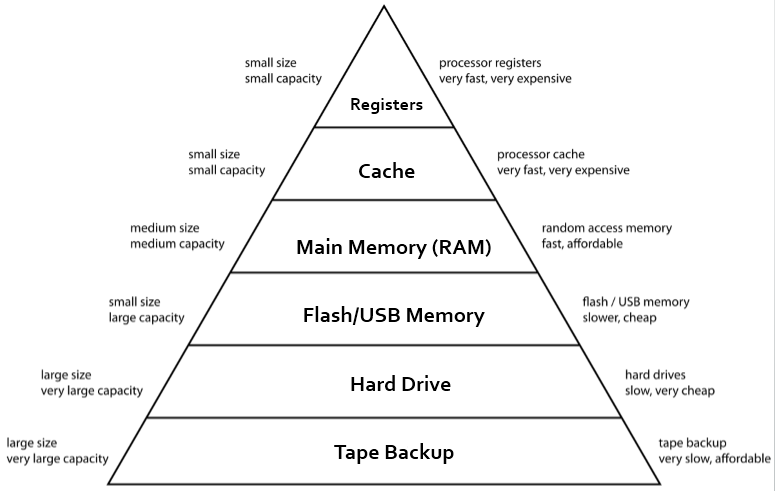 small size
small capacity
processor registers
very fast, very expensive
Registers
small size
small capacity
processor cache
very fast, very expensive
Cache
medium size
medium capacity
random access memory
fast, affordable
Main Memory (RAM)
small size
large capacity
flash / USB memory
slower, cheap
Flash/USB Memory
large size
very large capacity
hard drives
slow, very cheap
Hard Drive
large size
very large capacity
tape backup
very slow, affordable
Tape Backup